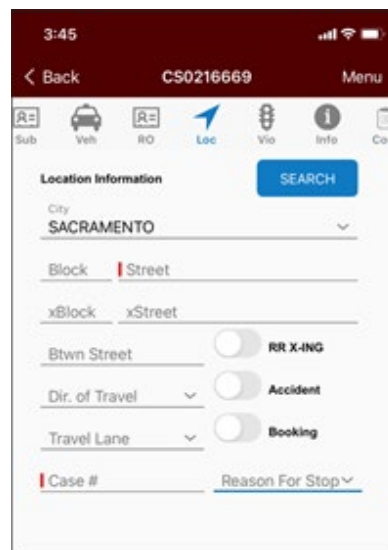 3:45
Back CS0216669 Menu
Sub Veh RO Loc Vio Info Co
Location Information SEARCH
City
SACRAMENTO
Block Street
xBlock xStreet
Btwn Street RR X-ING
Dir. of Travel Accident
Travel Lane Booking
Case # Reason For Stop